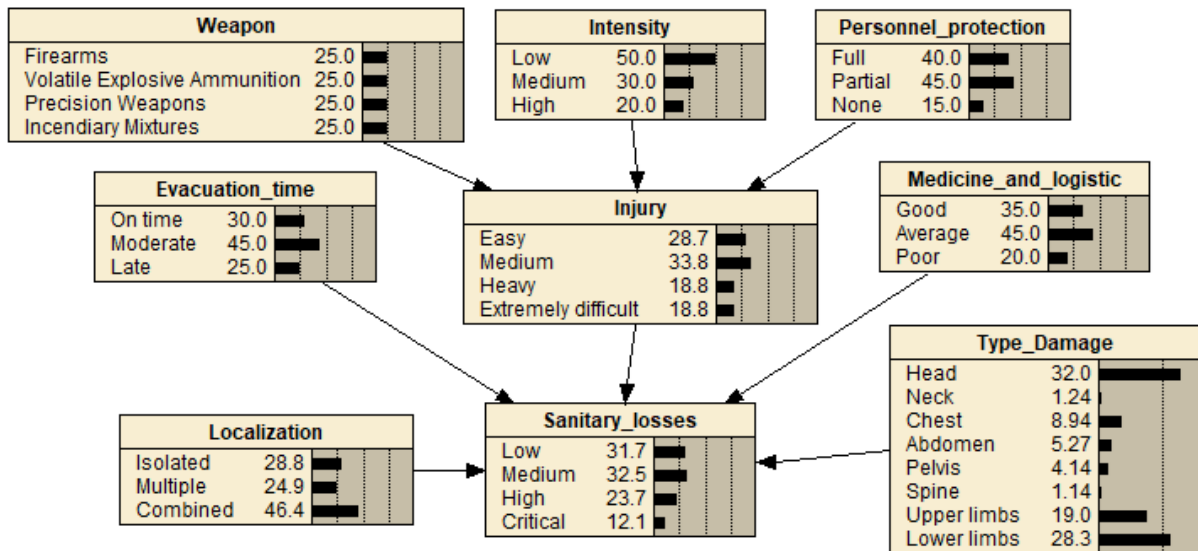 Weapon
Firearms 25.0
Volatile Explosive Ammunition 25.0
Precision Weapons 25.0
Incendiary Mixtures 25.0
Intensity
Low 50.0
Medium 30.0
High 20.0
Personnel_protection
Full 40.0
Partial 45.0
None 15.0
Evacuation_time
On time 30.0
Moderate 45.0
Late 25.0
Injury
Easy 28.7
Medium 33.8
Heavy 18.8
Extremely difficult 18.8
Medicine_and_logistic
Good 35.0
Average 45.0
Poor 20.0
Localization
Isolated 28.8
Multiple 24.9
Combined 46.4
Sanitary_losses
Low 31.7
Medium 32.5
High 23.7
Critical 12.1
Type_Damage
Head 32.0
Neck 1.24
Chest 8.94
Abdomen 5.27
Pelvis 4.14
Spine 1.14
Upper limbs 19.0
Lower limbs 28.3